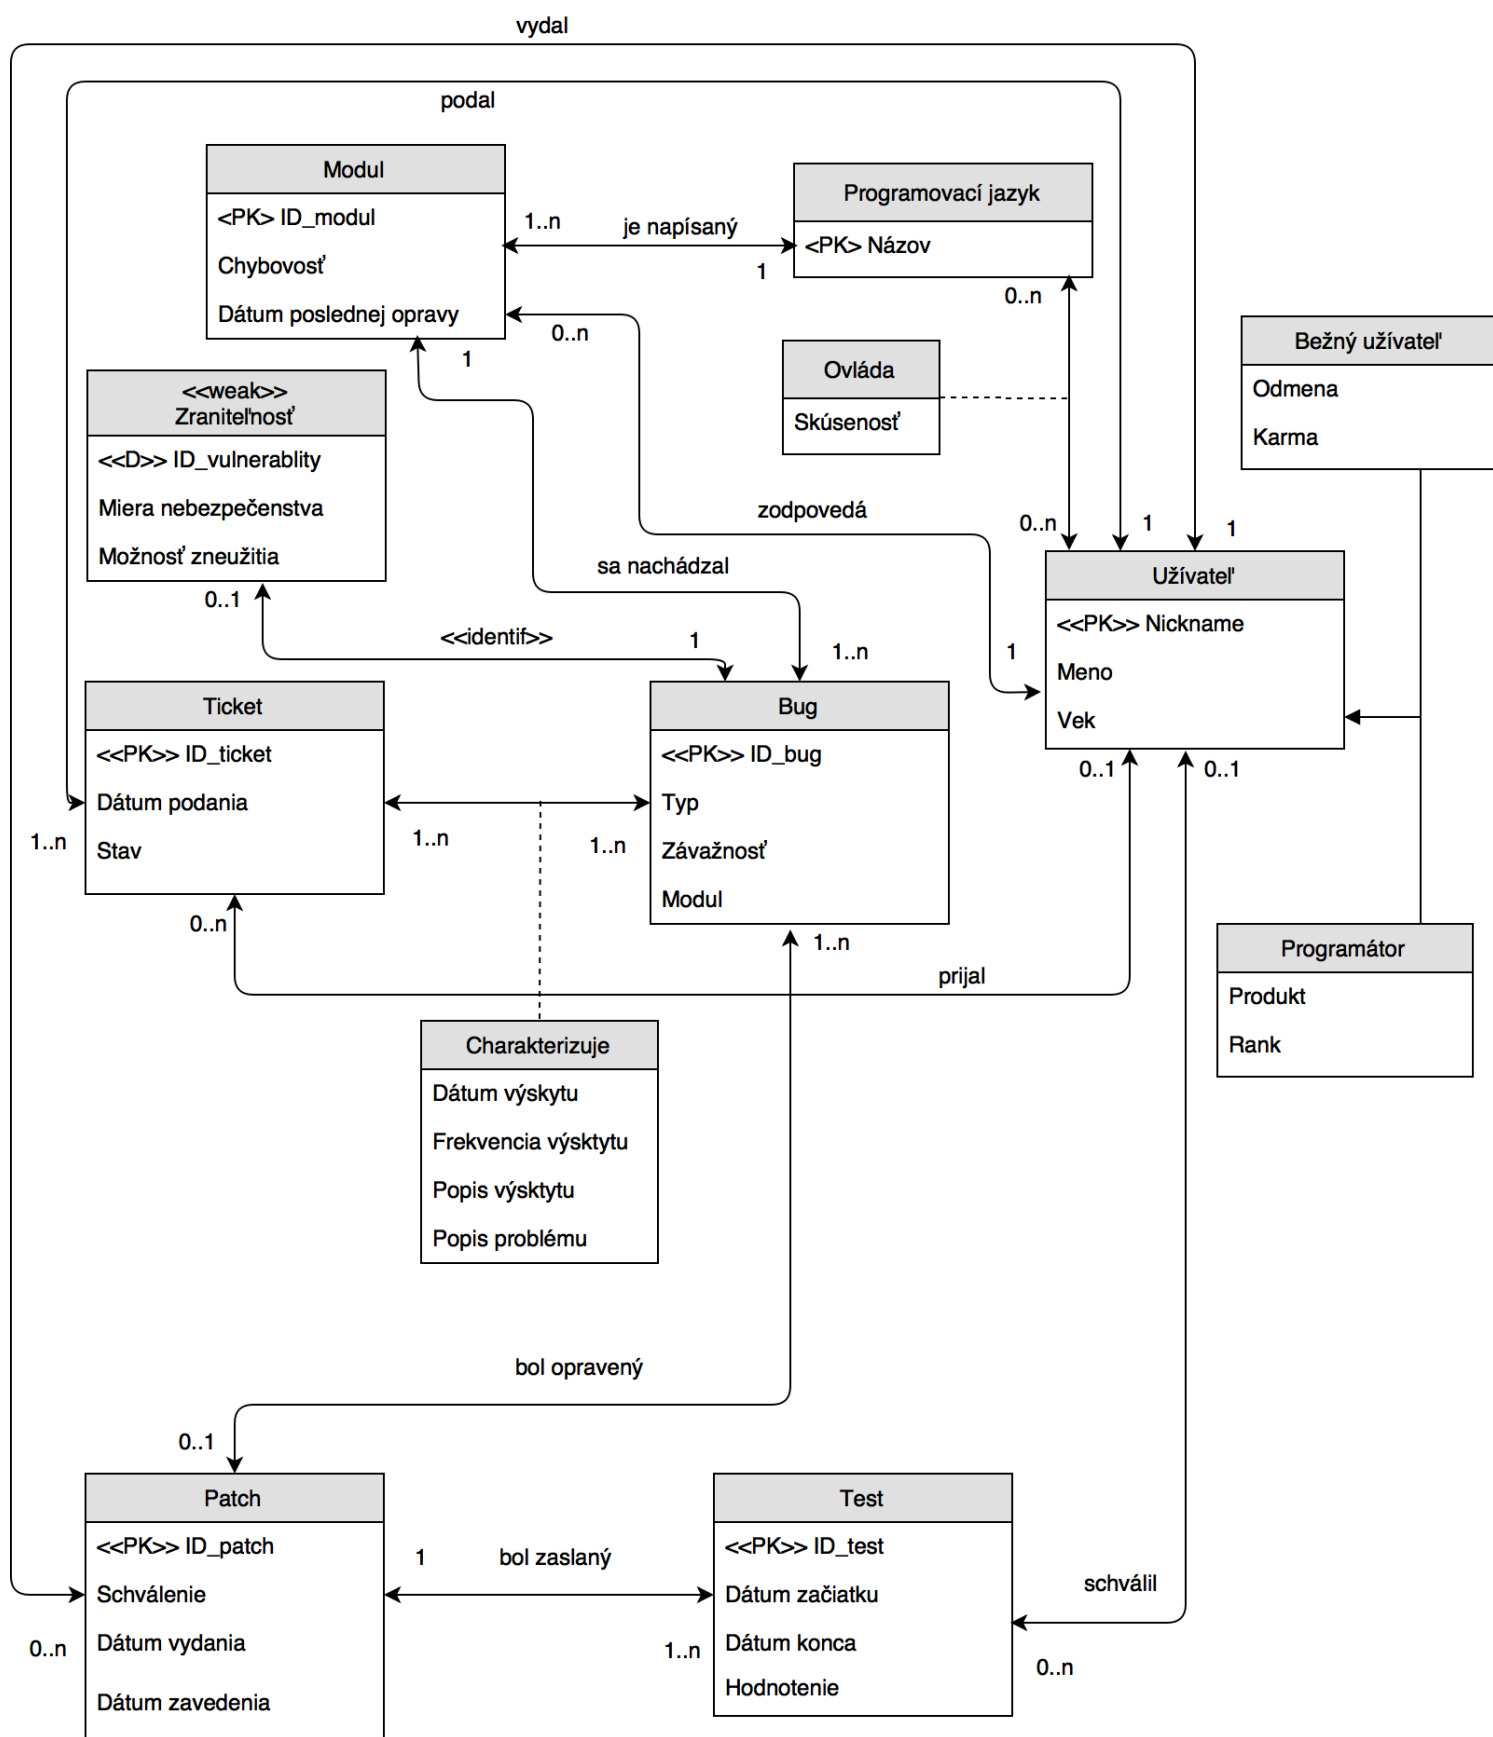 vydal
podal
Modul
<PK> ID_modul
Chybovosť
Dátum poslednej opravy
1..n
je napísaný
1
Programovací jazyk
<PK> Názov
0..n
0..n
1
Ovláda
Skúsenosť
Bežný užívateľ
Odmena
Karma
<<weak>>
Zraniteľnosť
<<D>> ID_vulnerablity
Miera nebezpečenstva
Možnosť zneužitia
0..1
zodpovedá
sa nachádzal
<<identif>>
1
1..n
0..n
1
1
1
Užívateľ
<<PK>> Nickname
Meno
Vek
0..1
0..1
Ticket
<<PK>> ID_ticket
Dátum podania
Stav
1..n
1..n
1..n
0..n
Bug
<<PK>> ID_bug
Typ
Závažnosť
Modul
1..n
prijal
Programátor
Produkt
Rank
Charakterizuje
Dátum výskytu
Frekvencia výsktytu
Popis výsktytu
Popis problému
bol opravený
0..1
Patch
<<PK>> ID_patch
Schválenie
Dátum vydania
Dátum zavedenia
0..n
1
bol zaslaný
1..n
Test
<<PK>> ID_test
Dátum začiatku
Dátum konca
Hodnotenie
schválil
0..n